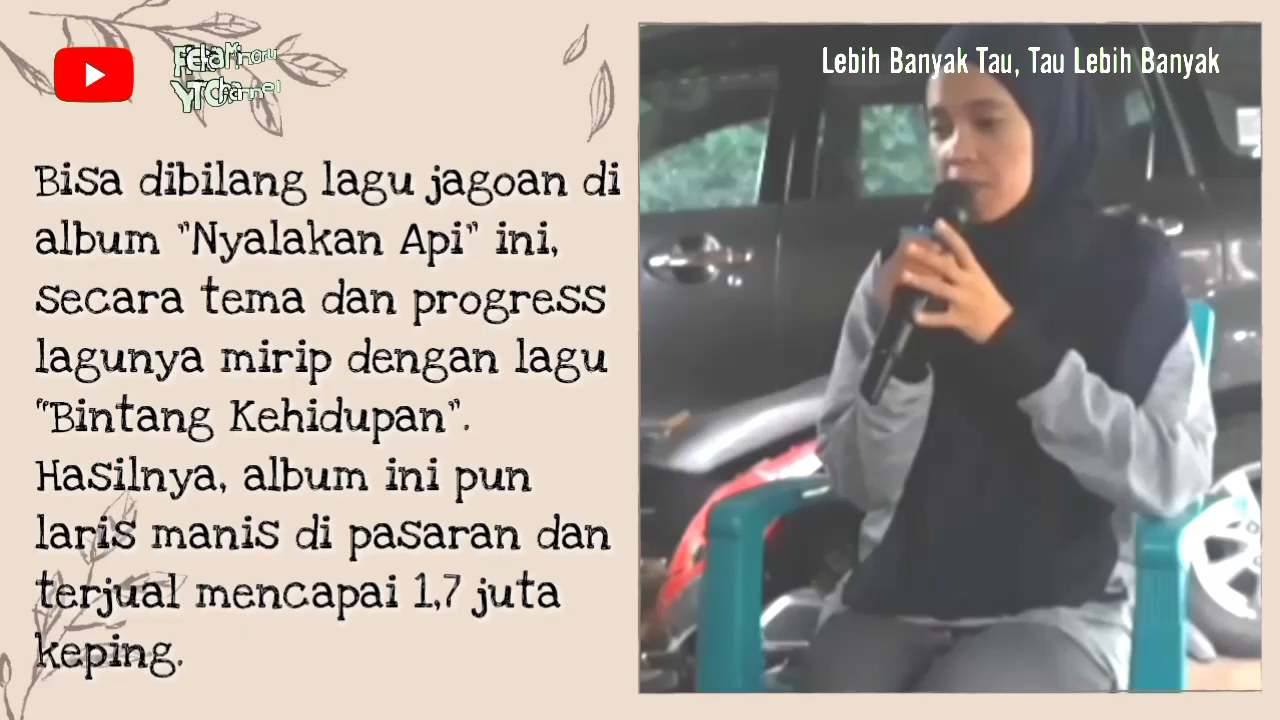 YT Channel
Lebih Banyak Tau, Tau Lebih Banyak
Bisa dibilang lagu jagoan di
album "Nyalakan Api" ini,
secara tema dan progress
lagunya mirip dengan lagu
"Bintang Kehidupan".
Hasilnya, album ini pun
laris manis di pasaran dan
terjual mencapai 1,7 juta
keping.